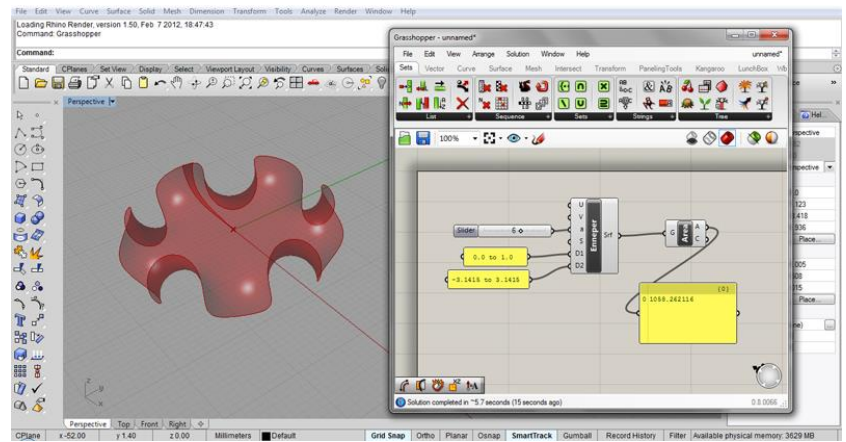 File Edit View Curve Surface Solid Mesh Dimension Transform Tools Analyze Render Window Help
Loading Rhino Render, version 1.50, Feb 7 2012, 18:47:43
Command: Grasshopper
Command:
Standard CPlanes Set View Display Select Viewport Layout Visibility Curves Surfaces
Perspective
z
y
x
Perspective Top Front Right
CPlane x-52.00 y 1.40 z 0.00 Millimeters Default Grid Snap Ortho Planar Osnap SmartTrack Gumball Record History Filter Available physical memory: 3629 MB
Grasshopper - unnamed*
File Edit View Arrange Solution Window Help unnamed*
Sets Vector Curve Surface Mesh Intersect Transform PanelingTools Kangaroo LunchBox
List Sequence Sets Strings Tree
100%
Slider 6
0.0 to 1.0
-3.1415 to 3.1415
U
V
a
S
D1
D2
Enneper
Srf
G
Area
A
C
{0}
0 1058.262116
Solution completed in ~5.7 seconds (15 seconds ago) 0.8.0066
Hel...
Place...
Place...